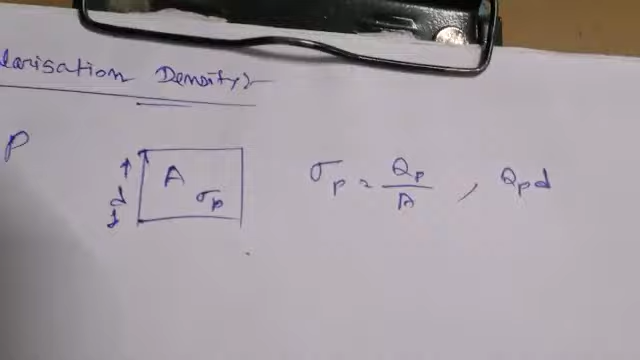 larisation Density:-
P
A
d
σp
σp = Qp/A , Qpd